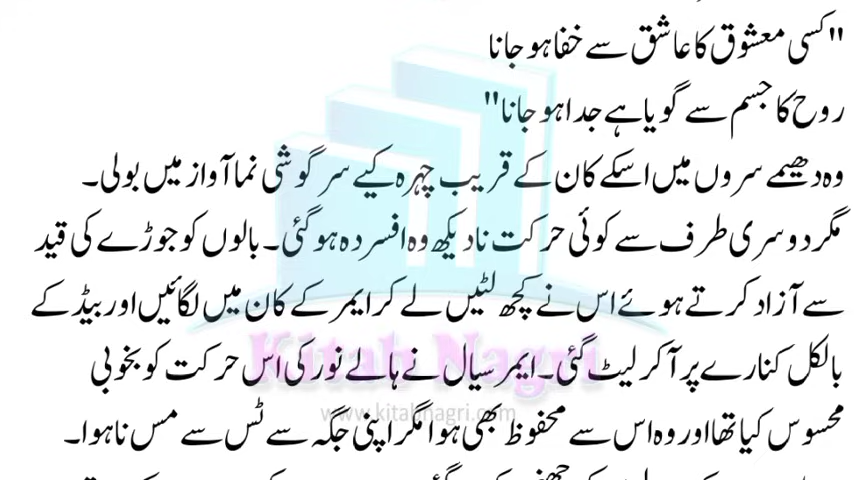 "کسی معشوق کا عاشق سے خفا ہو جانا
روح کا جسم سے گویا ہے جدا ہو جانا"
وہ دھیمے سروں میں اسکے کان کے قریب چہرہ کیے سرگوشی نما آواز میں بولی۔
مگر دوسری طرف سے کوئی حرکت نا دیکھ وہ افسردہ ہو گئی۔ بالوں کو جوڑے کی قید
سے آزاد کرتے ہوئے اس نے کچھ لٹیں لے کر ایمر کے کان میں لگائیں اور بیڈ کے
بالکل کنارے پر آکر لیٹ گئی۔ ایمر سیال نے ہالے نور کی اس حرکت کو بخوبی
Kitab Nagri
www.kitabnagri.com
محسوس کیا تھا اور وہ اس سے محفوظ بھی ہوا مگر اپنی جگہ سے ٹس سے مس نا ہوا۔